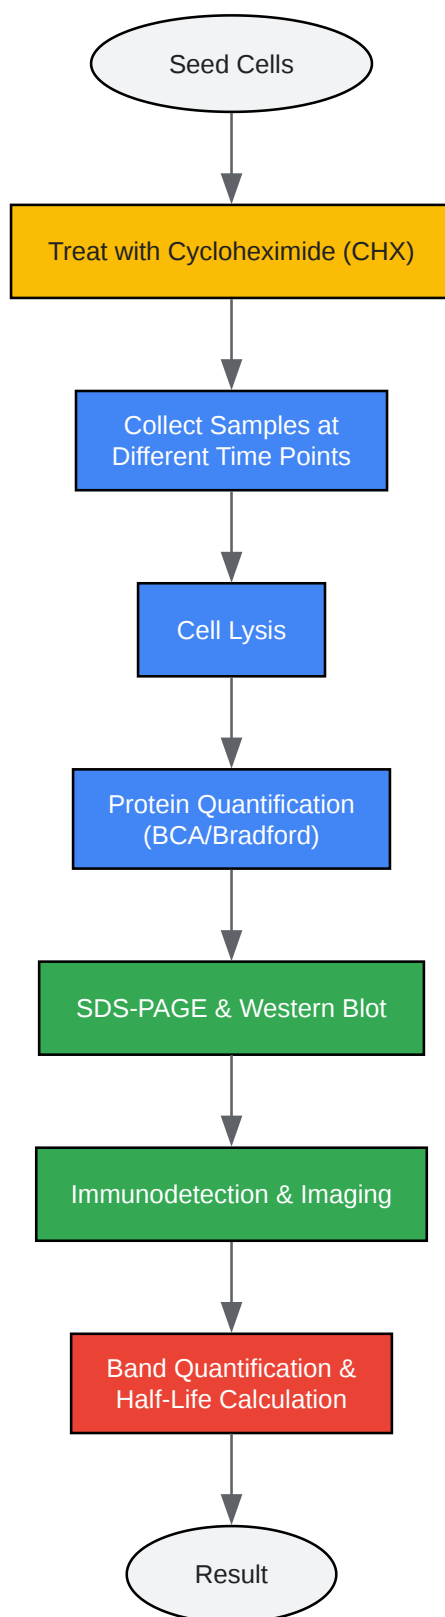 Seed Cells
Treat with Cycloheximide (CHX)
Collect Samples at
Different Time Points
Cell Lysis
Protein Quantification
(BCA/Bradford)
SDS-PAGE & Western Blot
Immunodetection & Imaging
Band Quantification &
Half-Life Calculation
Result